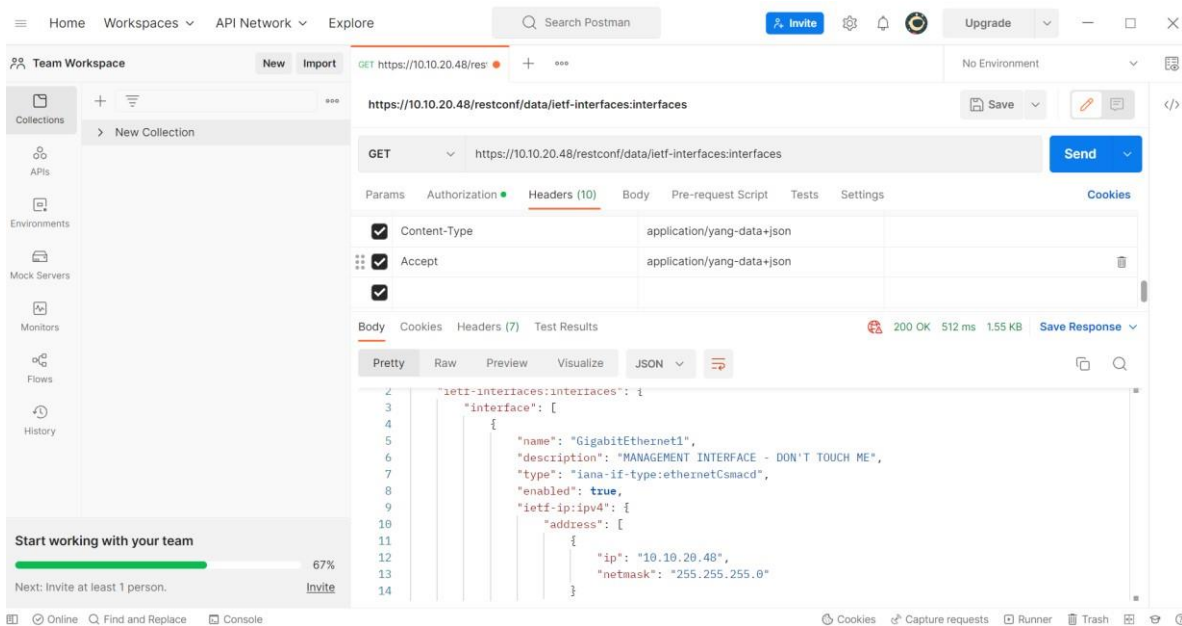 Home Workspaces API Network Explore Search Postman Invite Upgrade
Team Workspace New Import GET https://10.10.20.48/res No Environment
Collections
APIs
Environments
Mock Servers
Monitors
Flows
History
New Collection
https://10.10.20.48/restconf/data/ietf-interfaces:interfaces Save
GET https://10.10.20.48/restconf/data/ietf-interfaces:interfaces Send
Params Authorization Headers (10) Body Pre-request Script Tests Settings Cookies
Content-Type application/yang-data+json
Accept application/yang-data+json
Body Cookies Headers (7) Test Results 200 OK 512 ms 1.55 KB Save Response
Pretty Raw Preview Visualize JSON
2 "ietf-interfaces:interfaces": {
3 "interface": [
4 {
5 "name": "GigabitEthernet1",
6 "description": "MANAGEMENT INTERFACE - DON'T TOUCH ME",
7 "type": "iana-if-type:ethernetCsmacd",
8 "enabled": true,
9 "ietf-ip:ipv4": {
10 "address": [
11 {
12 "ip": "10.10.20.48",
13 "netmask": "255.255.255.0"
14 }
Start working with your team
67%
Next: Invite at least 1 person. Invite
Online Find and Replace Console Cookies Capture requests Runner Trash